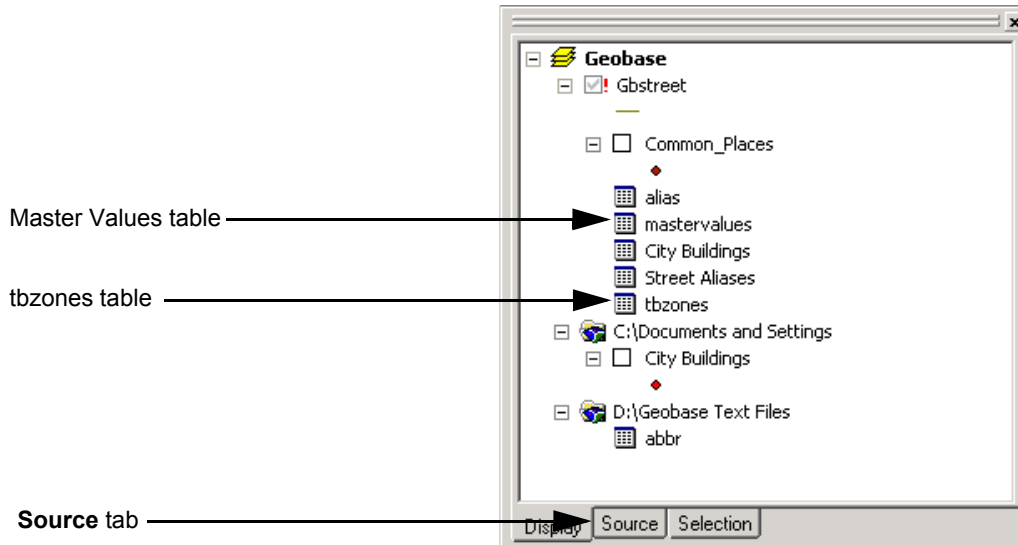 Geobase
Gbstreet
Common_Places
alias
Master Values table
mastervalues
City Buildings
Street Aliases
tbzones table
tbzones
C:\Documents and Settings
City Buildings
D:\Geobase Text Files
abbr
Source tab
Display Source Selection